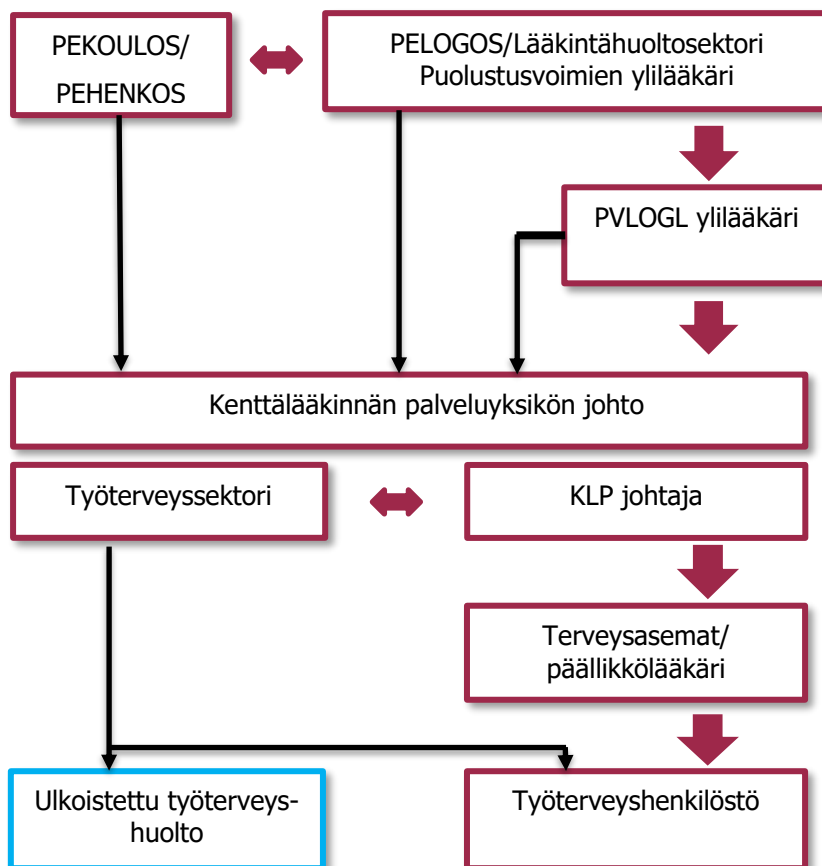 PEKOULOS/
PEHENKOS
PELOGOS/Lääkintähuoltosektori
Puolustusvoimien ylilääkäri
PVLOGL ylilääkäri
Kenttälääkinnän palveluyksikön johto
Työterveyssektori
KLP johtaja
Terveysasemat/
päällikkölääkäri
Ulkoistettu työterveys-
huolto
Työterveyshenkilöstö